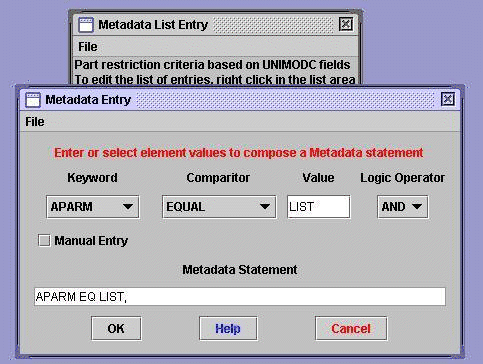 Metadata List Entry
File
Part restriction criteria based on UNIMODC fields
To edit the list of entries, right click in the list area
Metadata Entry
File
Enter or select element values to compose a Metadata statement
Keyword Comparitor Value Logic Operator
APARM EQUAL LIST AND
Manual Entry
Metadata Statement
APARM EQ LIST,
OK Help Cancel